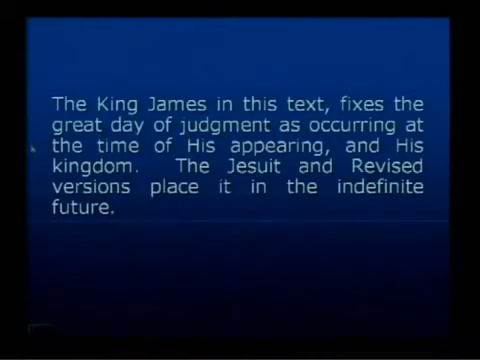 The King James in this text, fixes the
great day of judgment as occurring at
the time of His appearing, and His
kingdom. The Jesuit and Revised
versions place it in the indefinite
future.